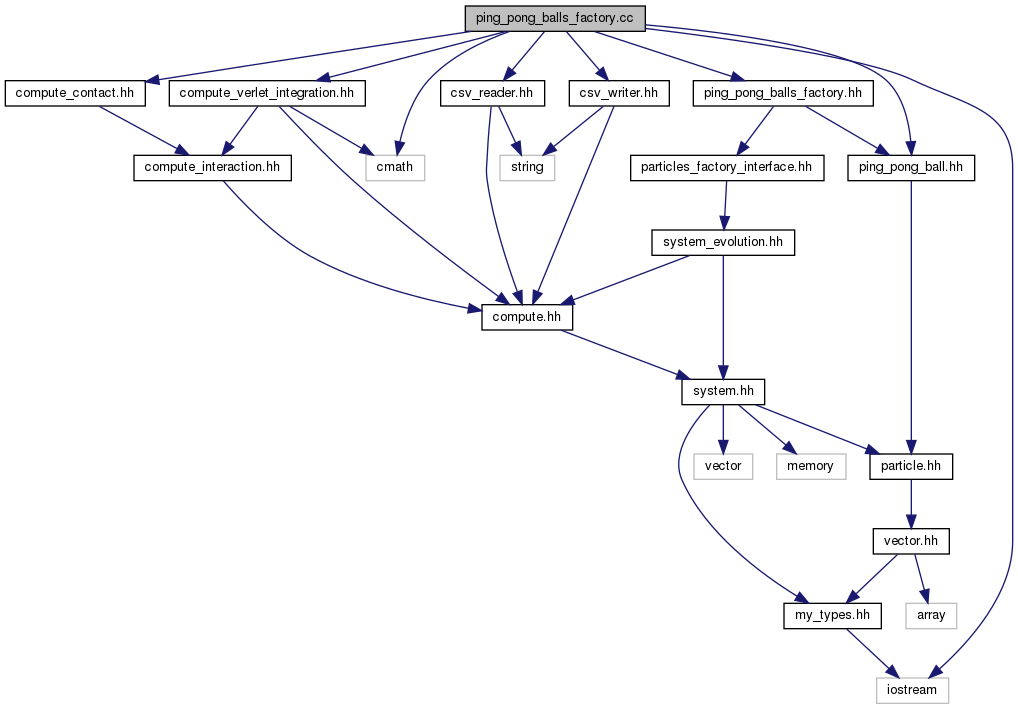 ping_pong_balls_factory.cc
compute_contact.hh
compute_verlet_integration.hh
csv_reader.hh
csv_writer.hh
ping_pong_balls_factory.hh
compute_interaction.hh
cmath
string
particles_factory_interface.hh
ping_pong_ball.hh
system_evolution.hh
compute.hh
system.hh
vector
memory
particle.hh
vector.hh
my_types.hh
array
iostream